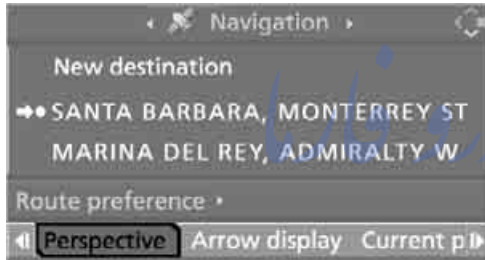 Navigation
New destination
SANTA BARBARA, MONTERREY ST
MARINA DEL REY, ADMIRALTY W
Route preference
Perspective Arrow display Current p